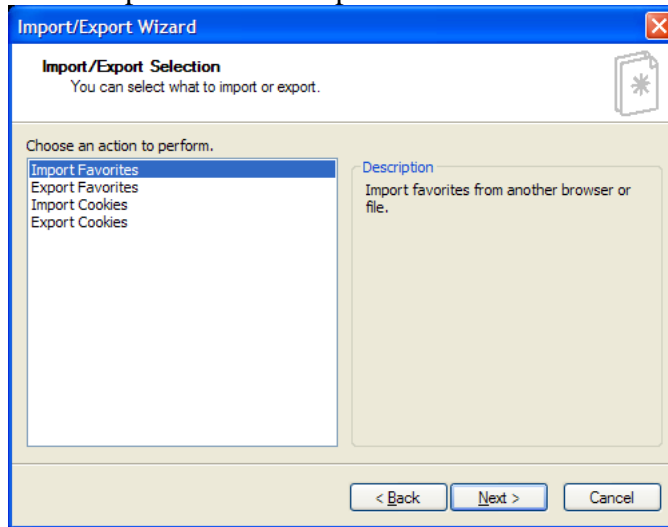 Import/Export Wizard
Import/Export Selection
You can select what to import or export.
Choose an action to perform.
Import Favorites
Export Favorites
Import Cookies
Export Cookies
Description
Import favorites from another browser or
file.
< Back
Next >
Cancel